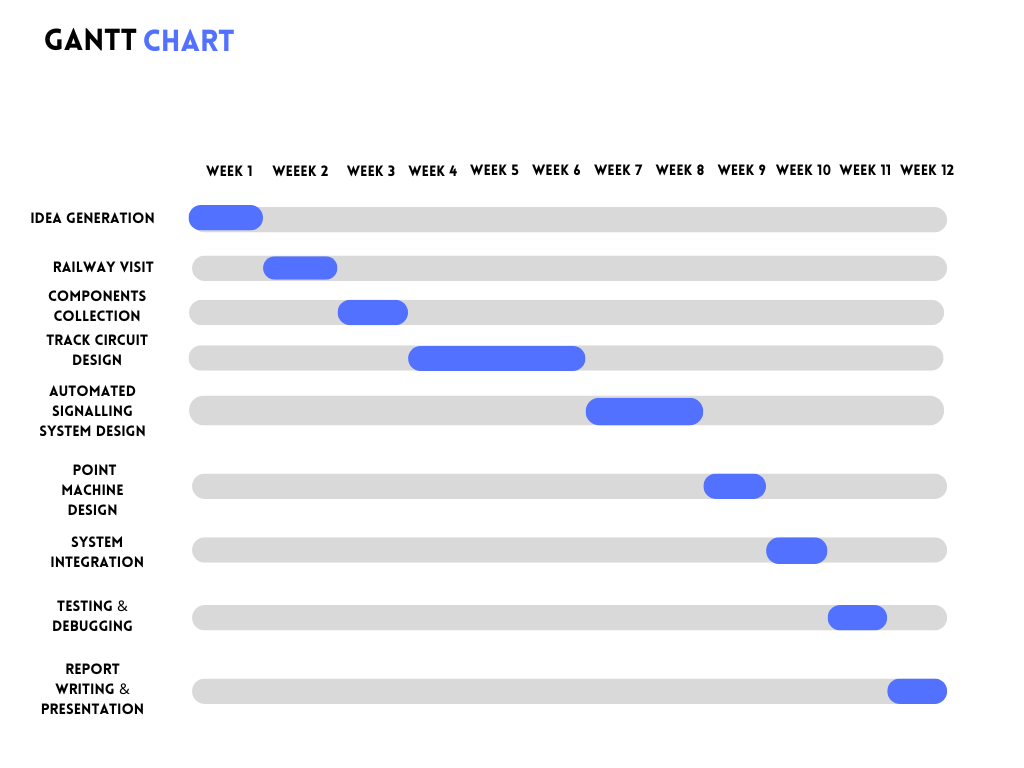 GANTT CHART
WEEK 1 WEEEK 2 WEEK 3 WEEK 4 WEEK 5 WEEK 6 WEEK 7 WEEK 8 WEEK 9 WEEK 10 WEEK 11 WEEK 12
IDEA GENERATION
RAILWAY VISIT
COMPONENTS
COLLECTION
TRACK CIRCUIT
DESIGN
AUTOMATED
SIGNALLING
SYSTEM DESIGN
POINT
MACHINE
DESIGN
SYSTEM
INTEGRATION
TESTING &
DEBUGGING
REPORT
WRITING &
PRESENTATION